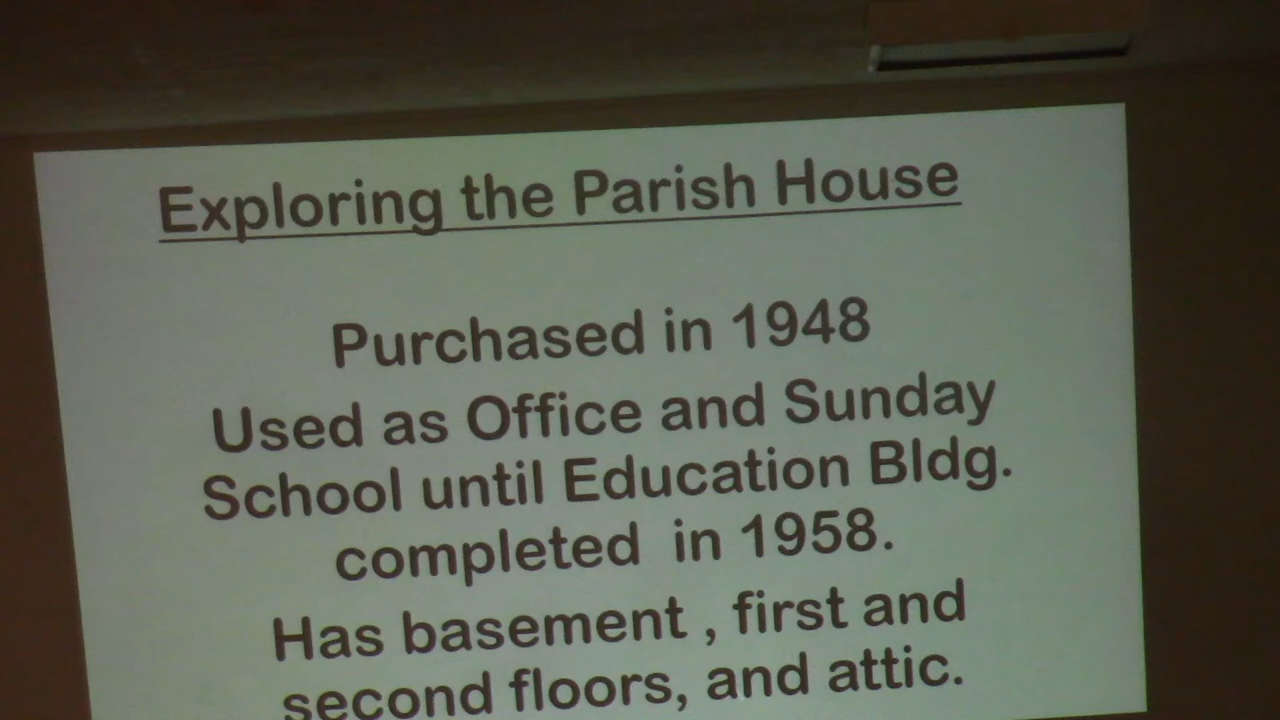 Exploring the Parish House
Purchased in 1948
Used as Office and Sunday
School until Education Bldg.
completed in 1958.
Has basement , first and
second floors, and attic.